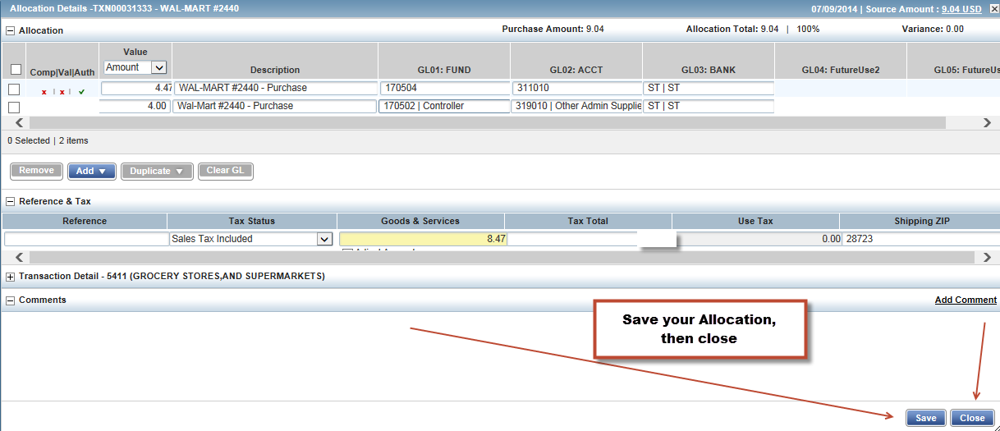 Allocation Details -TXN00031333 - WAL-MART #2440 07/09/2014 | Source Amount : 9.04 USD
Allocation Purchase Amount: 9.04 Allocation Total: 9.04 | 100% Variance: 0.00
Comp|Val|Auth Value Amount Description GL01: FUND GL02: ACCT GL03: BANK GL04: FutureUse2 GL05: FutureUs
x | x | ✓ 4.47 WAL-MART #2440 - Purchase 170504 311010 ST | ST
4.00 Wal-Mart #2440 - Purchase 170502 | Controller 319010 | Other Admin Supplie ST | ST
0 Selected | 2 items
Remove Add Duplicate Clear GL
Reference & Tax
Reference Tax Status Goods & Services Tax Total Use Tax Shipping ZIP
Sales Tax Included 8.47 0.00 28723
Transaction Detail - 5411 (GROCERY STORES,AND SUPERMARKETS)
Comments Add Comment
Save your Allocation,
then close
Save Close